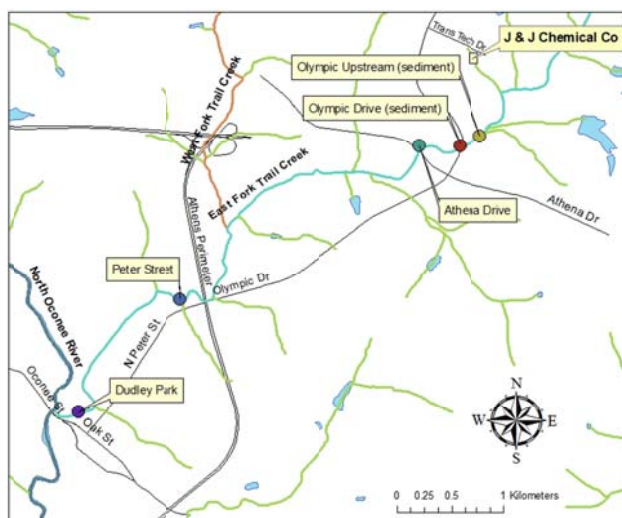 Trans Tech Dr
J & J Chemical Co
Olympic Upstream (sediment)
Olympic Drive (sediment)
West Fork Trail Creek
East Fork Trail Creek
Athena Drive
Athena Dr
Athens Perimeter
Peter Street
Olympic Dr
North Oconee River
N Peter St
Dudley Park
Oconee St
Oak St
N
W E
S
0 0.25 0.5 1 Kilometers